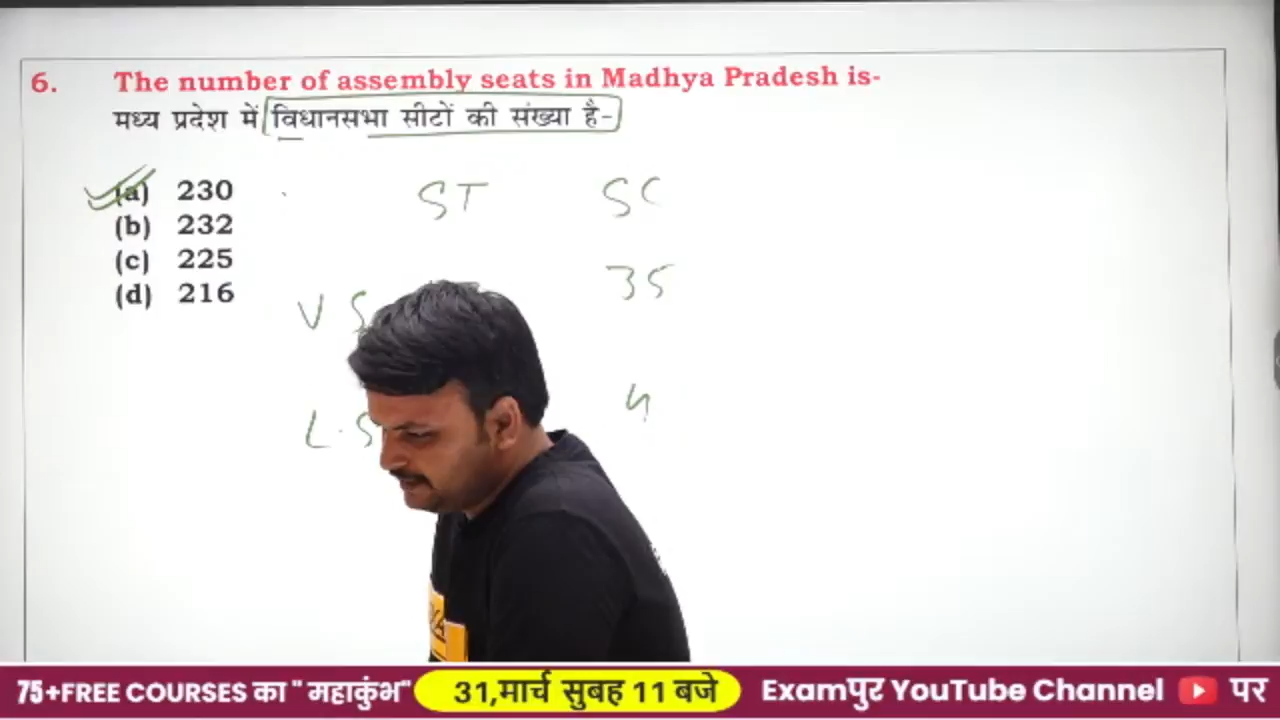 6. The number of assembly seats in Madhya Pradesh is-
मध्य प्रदेश में विधानसभा सीटों की संख्या है-
(a) 230
(b) 232
(c) 225
(d) 216
ST SC
V S 35
L.S 4
75+FREE COURSES का " महाकुंभ" 31,मार्च सुबह 11 बजे Examपुर YouTube Channel पर